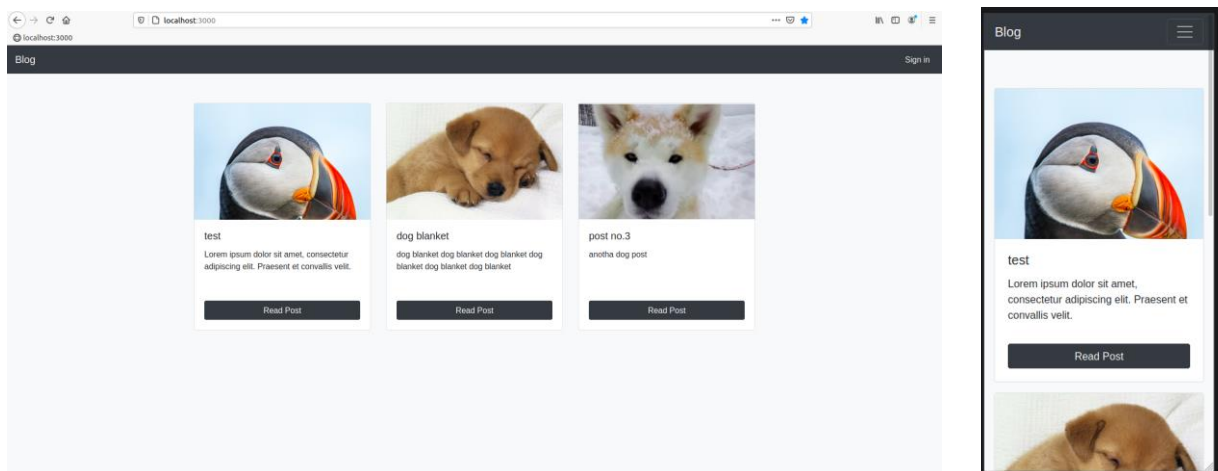 localhost:3000
localhost:3000
Blog
Sign in
test
Lorem ipsum dolor sit amet, consectetur
adipiscing elit. Praesent et convallis velit.
Read Post
dog blanket
dog blanket dog blanket dog blanket dog
blanket dog blanket dog blanket
Read Post
post no.3
anotha dog post
Read Post
Blog
test
Lorem ipsum dolor sit amet,
consectetur adipiscing elit. Praesent et
convallis velit.
Read Post